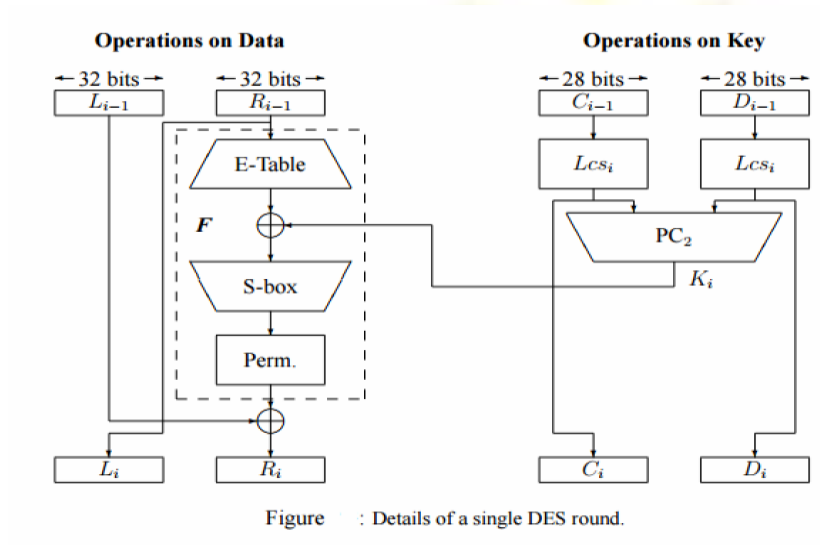 Operations on Data
Operations on Key
32 bits
32 bits
28 bits
28 bits
L_{i−1}
R_{i−1}
C_{i−1}
D_{i−1}
E-Table
Lcs_i
Lcs_i
F
PC_2
K_i
S-box
Perm.
L_i
R_i
C_i
D_i
Figure : Details of a single DES round.